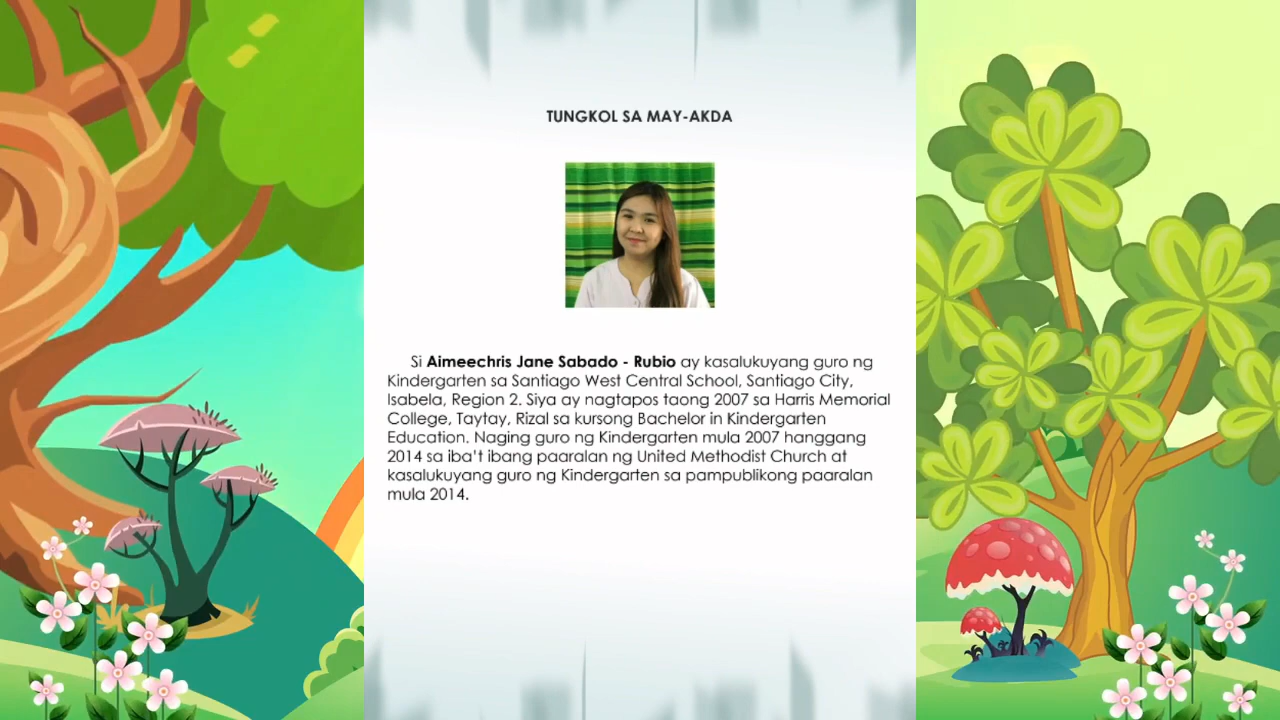 TUNGKOL SA MAY-AKDA
Si Aimeechris Jane Sabado - Rubio ay kasalukuyang guro ng
Kindergarten sa Santiago West Central School, Santiago City,
Isabela, Region 2. Siya ay nagtapos taong 2007 sa Harris Memorial
College, Taytay, Rizal sa kursong Bachelor in Kindergarten
Education. Naging guro ng Kindergarten mula 2007 hanggang
2014 sa iba't ibang paaralan ng United Methodist Church at
kasalukuyang guro ng Kindergarten sa pampublikong paaralan
mula 2014.